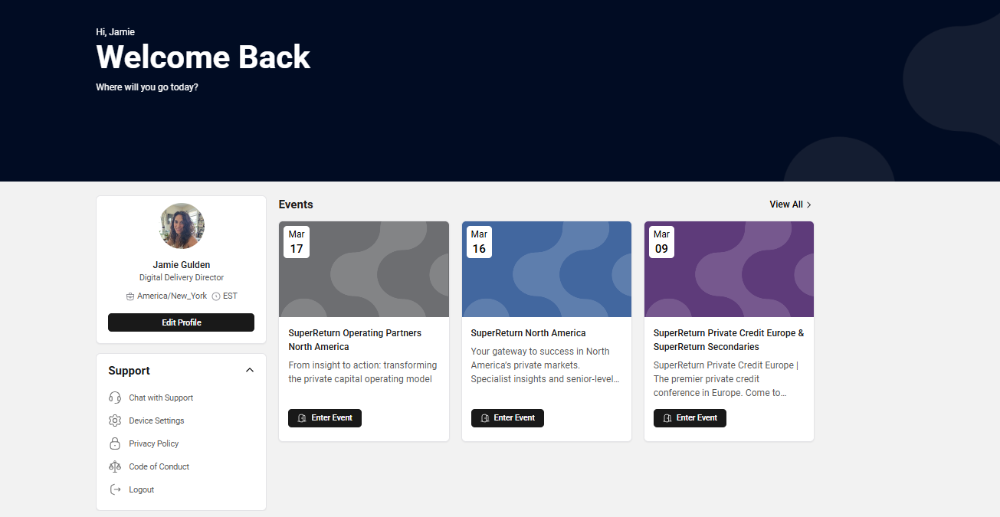 Hi, Jamie
Welcome Back
Where will you go today?
Jamie Gulden
Digital Delivery Director
America/New_York EST
Edit Profile
Support
Chat with Support
Device Settings
Privacy Policy
Code of Conduct
Logout
Events
View All
Mar
17
SuperReturn Operating Partners
North America
From insight to action: transforming
the private capital operating model
Enter Event
Mar
16
SuperReturn North America
Your gateway to success in North
America's private markets.
Specialist insights and senior-level...
Enter Event
Mar
09
SuperReturn Private Credit Europe &
SuperReturn Secondaries
SuperReturn Private Credit Europe |
The premier private credit
conference in Europe. Come to...
Enter Event